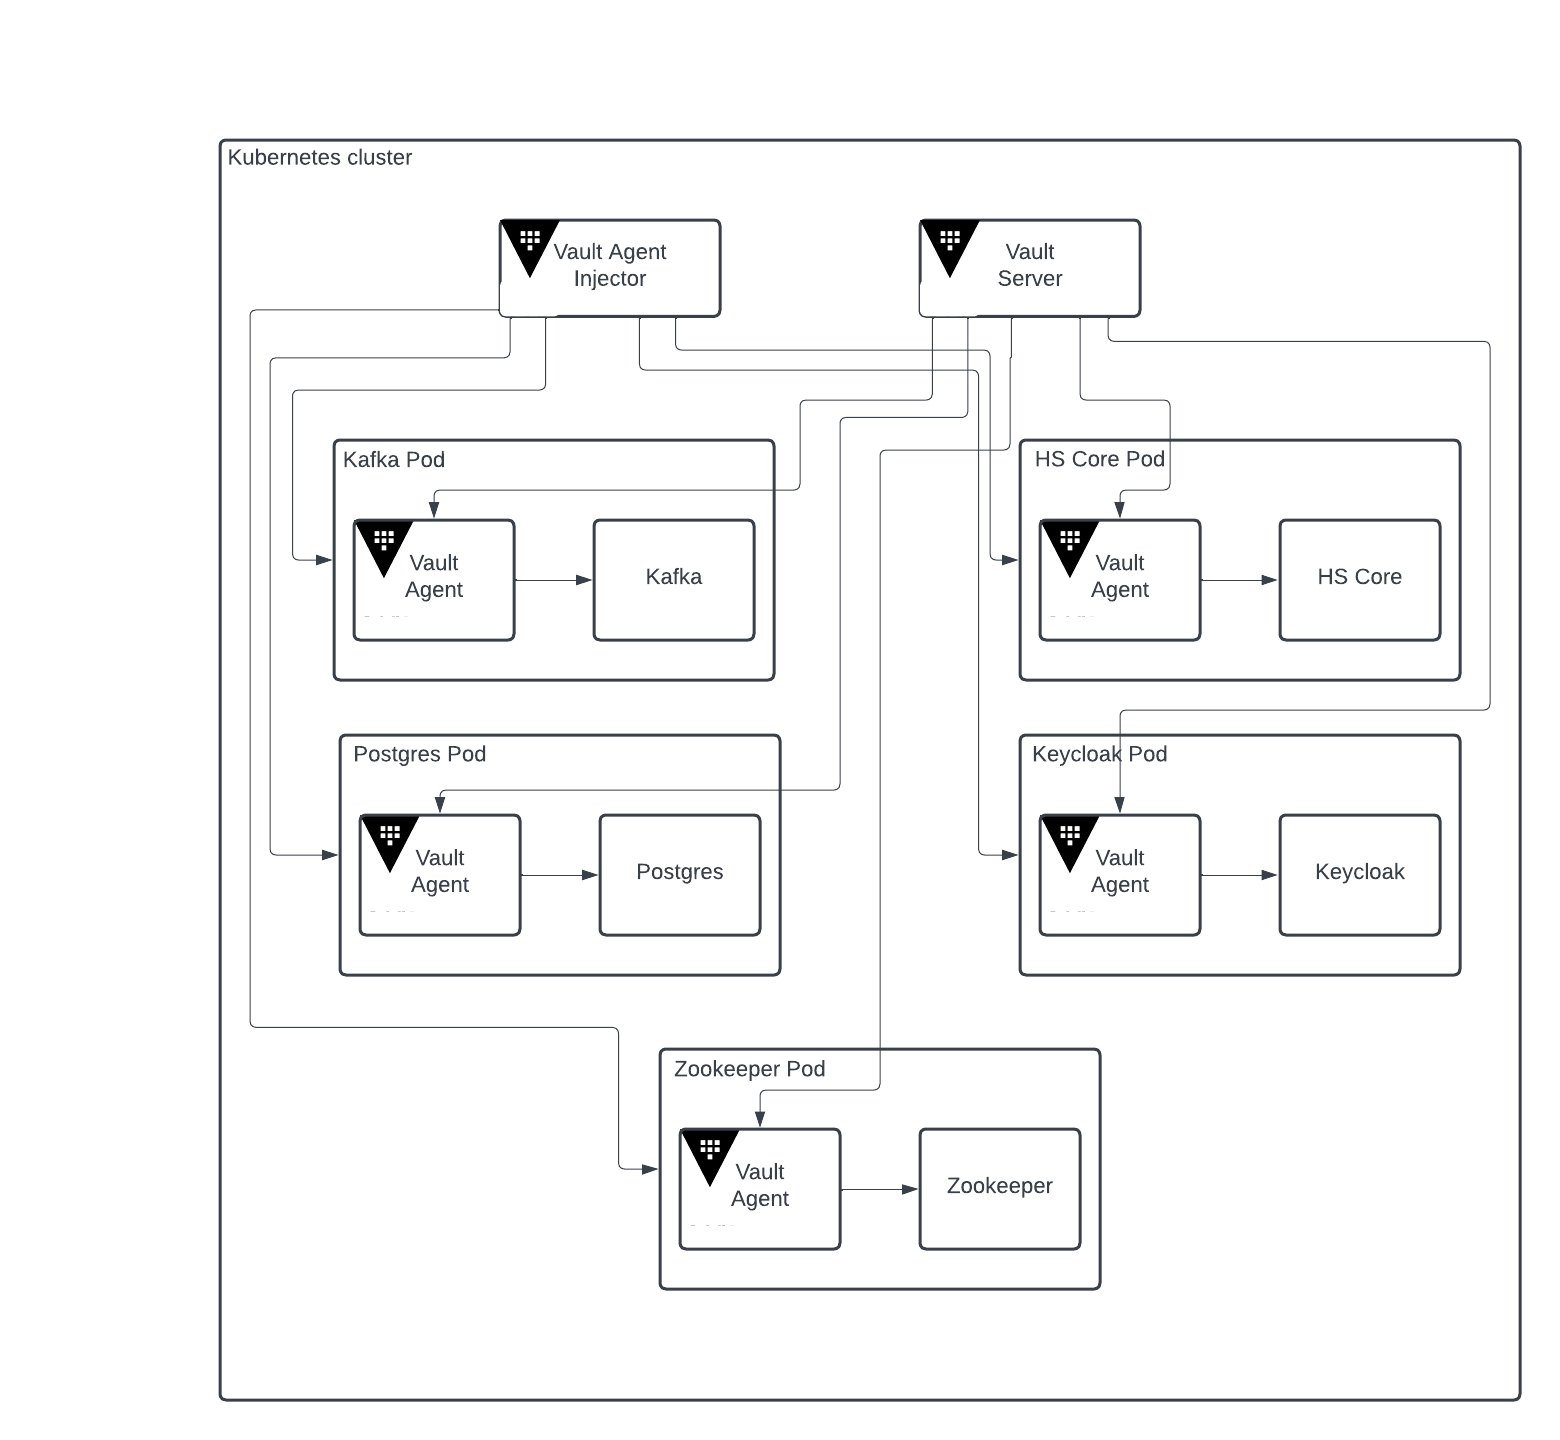 Kubernetes cluster
Vault Agent
Injector
Vault
Server
Kafka Pod
Vault
Agent
Kafka
HS Core Pod
Vault
Agent
HS Core
Postgres Pod
Vault
Agent
Postgres
Keycloak Pod
Vault
Agent
Keycloak
Zookeeper Pod
Vault
Agent
Zookeeper